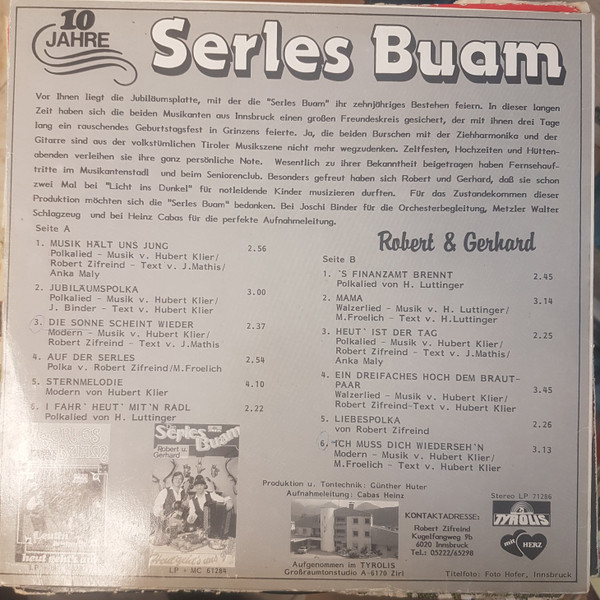 10
JAHRE
Serles Buam
Vor Ihnen liegt die Jubiläumsplatte, mit der die "Serles Buam" ihr zehnjähriges Bestehen feiern. In dieser langen
Zeit haben sich die beiden Musikanten aus Innsbruck einen großen Freundeskreis gesichert, der mit ihnen drei Tage
lang ein rauschendes Geburtstagsfest in Grinzens feierte. Ja, die beiden Burschen mit der Ziehharmonika und der
Gitarre sind aus der volkstümlichen Tiroler Musikszene nicht mehr wegzudenken. Zeltfesten, Hochzeiten und Hütten-
abenden verleihen sie ihre ganz persönliche Note. Wesentlich zu ihrer Bekanntheit beigetragen haben Fernsehauf-
tritte im Musikantenstadl und beim Seniorenclub. Besonders gefreut haben sich Robert und Gerhard, daß sie schon
zwei Mal bei "Licht ins Dunkel" für notleidende Kinder musizieren durften. Für das Zustandekommen dieser
Produktion möchten sich die "Serles Buam" bedanken. Bei Joschi Binder für die Orchesterbegleitung, Metzler Walter
Schlagzeug und bei Heinz Cabas für die perfekte Aufnahmeleitung.
Seite A
1. MUSIK HÄLT UNS JUNG 2.56
Polkalied - Musik v. Hubert Klier/
Robert Zifreind - Text v. J.Mathis/
Anka Maly
2. JUBILÄUMSPOLKA 3.00
Polkalied - Musik v. Hubert Klier/
J. Binder - Text v. Hubert Klier
3. DIE SONNE SCHEINT WIEDER 2.37
Modern - Musik v. Hubert Klier/
Robert Zifreind - Text v. J.Mathis
4. AUF DER SERLES 2.54
Polka v. Robert Zifreind/M.Froelich
5. STERNMELODIE 4.10
Modern von Hubert Klier
6. I FAHR' HEUT' MIT'N RADL 2.22
Polkalied von H. Luttinger
Robert & Gerhard
Seite B
1. 'S FINANZAMT BRENNT 2.45
Polkalied von H. Luttinger
2. MAMA 3.14
Walzerlied - Musik v. H. Luttinger/
M.Froelich - Text v. H.Luttinger
3. HEUT' IST DER TAG 2.25
Polkalied - Musik v. Hubert Klier/
Robert Zifreind - Text v. J.Mathis/
Anka Maly
4. EIN DREIFACHES HOCH DEM BRAUT-
PAAR 3.45
Walzerlied - Musik v. Hubert Klier/
Robert Zifreind-Text v. Hubert Klier
5. LIEBESPOLKA 2.26
von Robert Zifreind
6. "ICH MUSS DICH WIEDERSEH'N 3.13
Modern - Musik v. Hubert Klier/
M.Froelich - Text v. Hubert Klier
Serles
Buam
Robert u.
Gerhard
LP + MC 61284
Produktion u. Tontechnik: Günther Huter
Aufnahmeleitung: Cabas Heinz
Aufgenommen im TYROLIS
Großraumtonstudio A-6170 Zirl
KONTAKTADRESSE:
Robert Zifreind
Kugelfangweg 9b
6020 Innsbruck
Tel.: 05222/63298
Stereo LP 71286
TYROLIS
mit HERZ
Titelfoto: Foto Hofer, Innsbruck